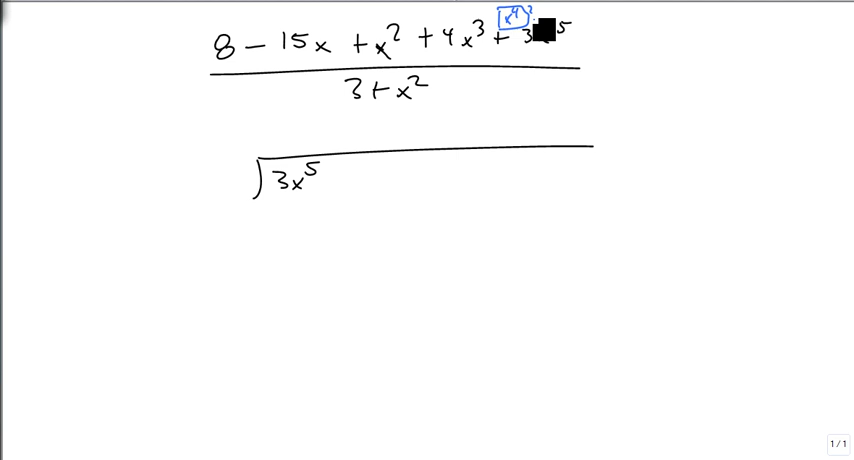 x⁴?
8 - 15x + x² + 4x³ + 3 ⁵
3 + x²
3x⁵
1 / 1